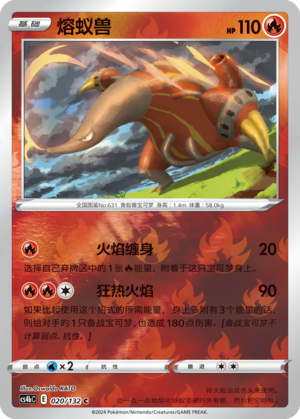 基础 熔蚁兽 HP 110
全国图鉴No.631 食蚁兽宝可梦 身高：1.4m 体重：58.0kg
火焰缠身 20
选择自己弃牌区中的1张 能量，附着于这只宝可梦身上。
狂热火焰 90
如果比起使用这个招式的所需能量，身上多附有3个 能量的话，
则给对手的1只备战宝可梦，也造成180点伤害。[备战宝可梦不
弱点 ×2 抵抗力 撤退
Illus. Oswaldo KATO
CS4bC E 020/132 C
©2024 Pokémon/Nintendo/Creatures/GAME FREAK.